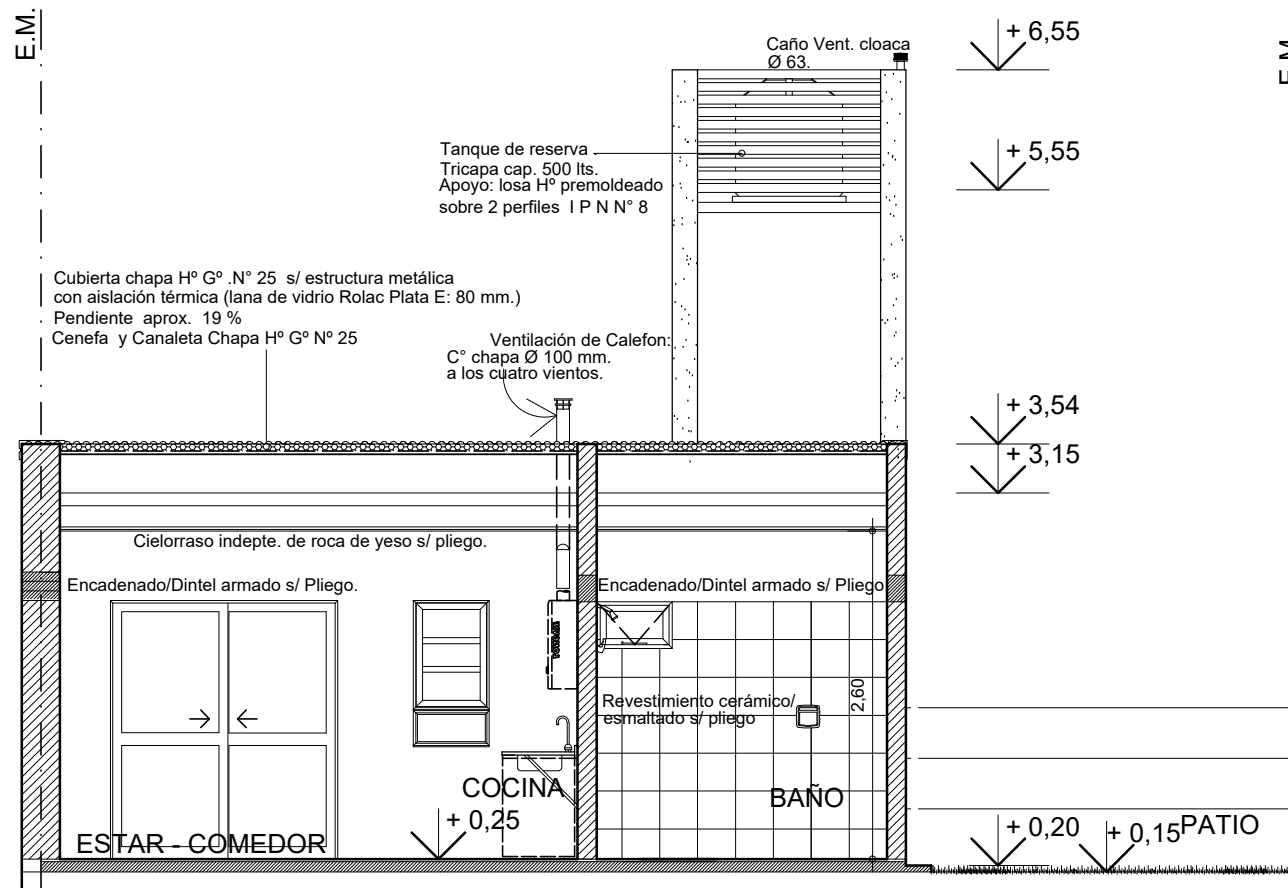 E.M.
Caño Vent. cloaca
Ø 63.
+ 6,55
E.M.
Tanque de reserva
Tricapa cap. 500 lts.
Apoyo: losa Hº premoldeado
sobre 2 perfiles I P N N° 8
+ 5,55
Cubierta chapa Hº Gº .N° 25 s/ estructura metálica
con aislación térmica (lana de vidrio Rolac Plata E: 80 mm.)
Pendiente aprox. 19 %
Cenefa y Canaleta Chapa Hº Gº Nº 25
Ventilación de Calefon:
C° chapa Ø 100 mm.
a los cuatro vientos.
+ 3,54
+ 3,15
Cielorraso indepte. de roca de yeso s/ pliego.
Encadenado/Dintel armado s/ Pliego.
Encadenado/Dintel armado s/ Pliego
Revestimiento cerámico/
esmaltado s/ pliego
2,60
COCINA
BAÑO
+ 0,25
ESTAR - COMEDOR
+ 0,20
+ 0,15
PATIO